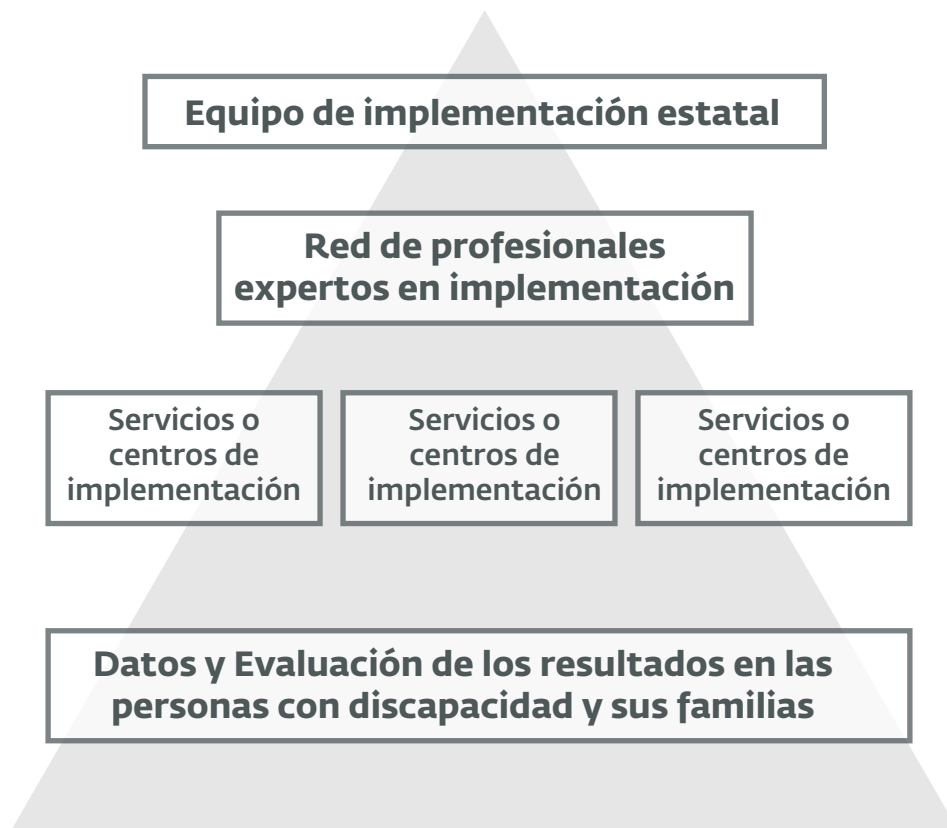 Equipo de implementación estatal
Red de profesionales
expertos en implementación
Servicios o
centros de
implementación
Servicios o
centros de
implementación
Servicios o
centros de
implementación
Datos y Evaluación de los resultados en las
personas con discapacidad y sus familias